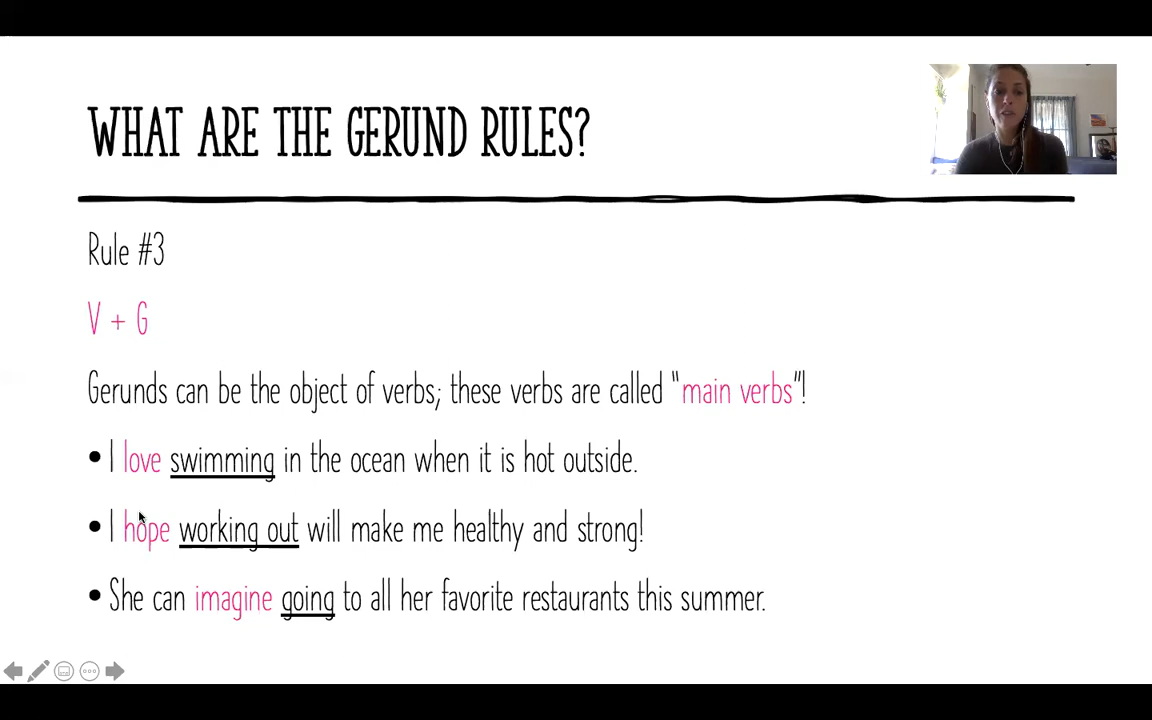 WHAT ARE THE GERUND RULES?
Rule #3
V + G
Gerunds can be the object of verbs; these verbs are called "main verbs"!
• I love swimming in the ocean when it is hot outside.
• I hope working out will make me healthy and strong!
• She can imagine going to all her favorite restaurants this summer.